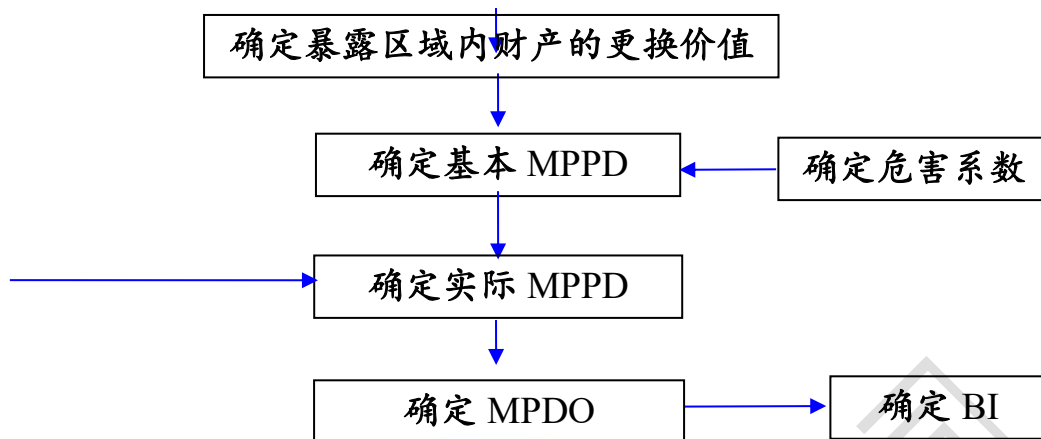 确定暴露区域内财产的更换价值
确定基本 MPPD
确定危害系数
确定实际 MPPD
确定 MPDO
确定 BI